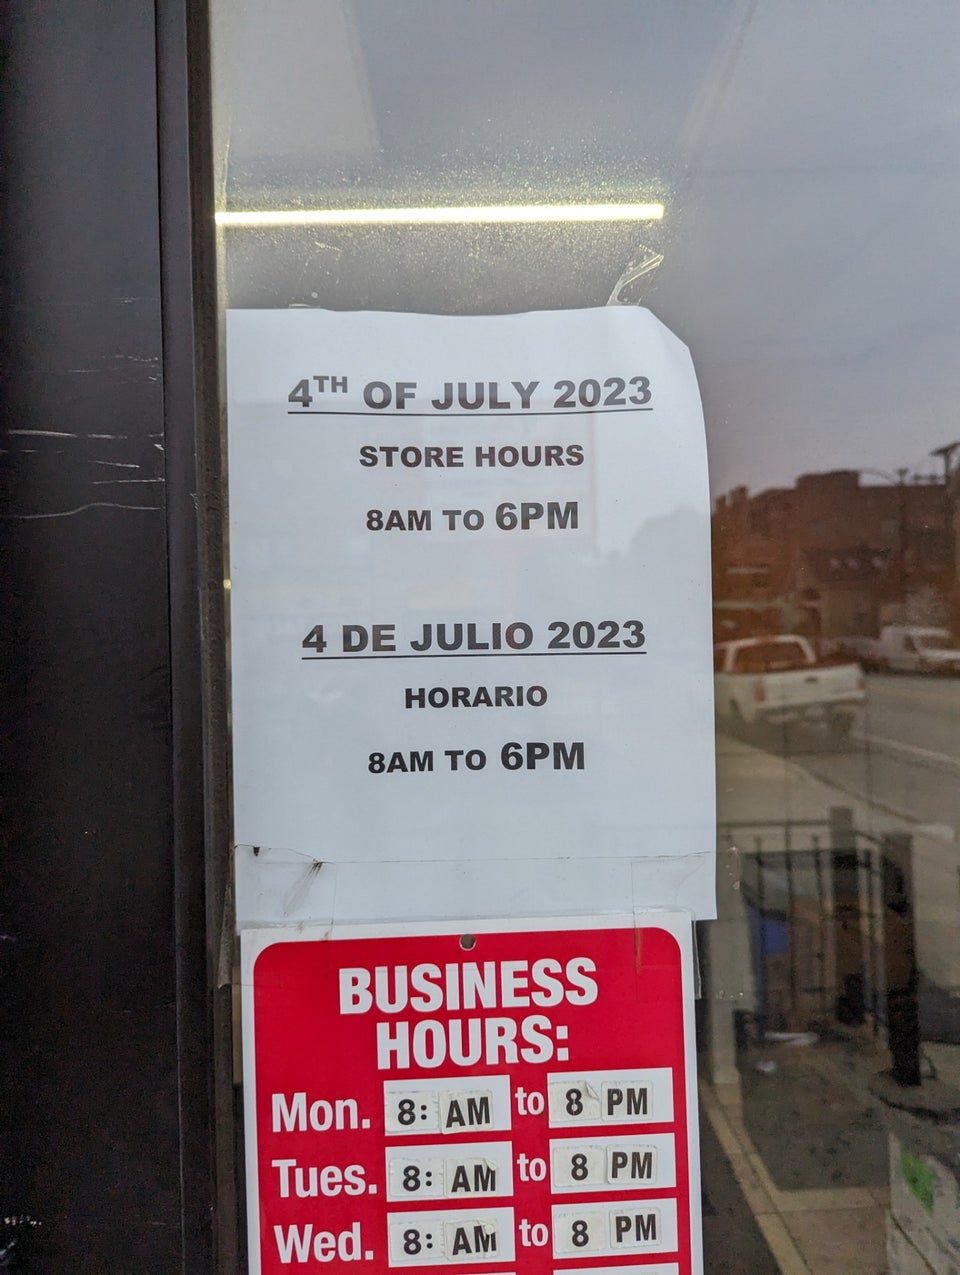 4TH OF JULY 2023
STORE HOURS
8AM TO 6PM
4 DE JULIO 2023
HORARIO
8AM TO 6PM
BUSINESS
HOURS:
Mon. 8: AM to 8 PM
Tues. 8: AM to 8 PM
Wed. 8: AM to 8 PM